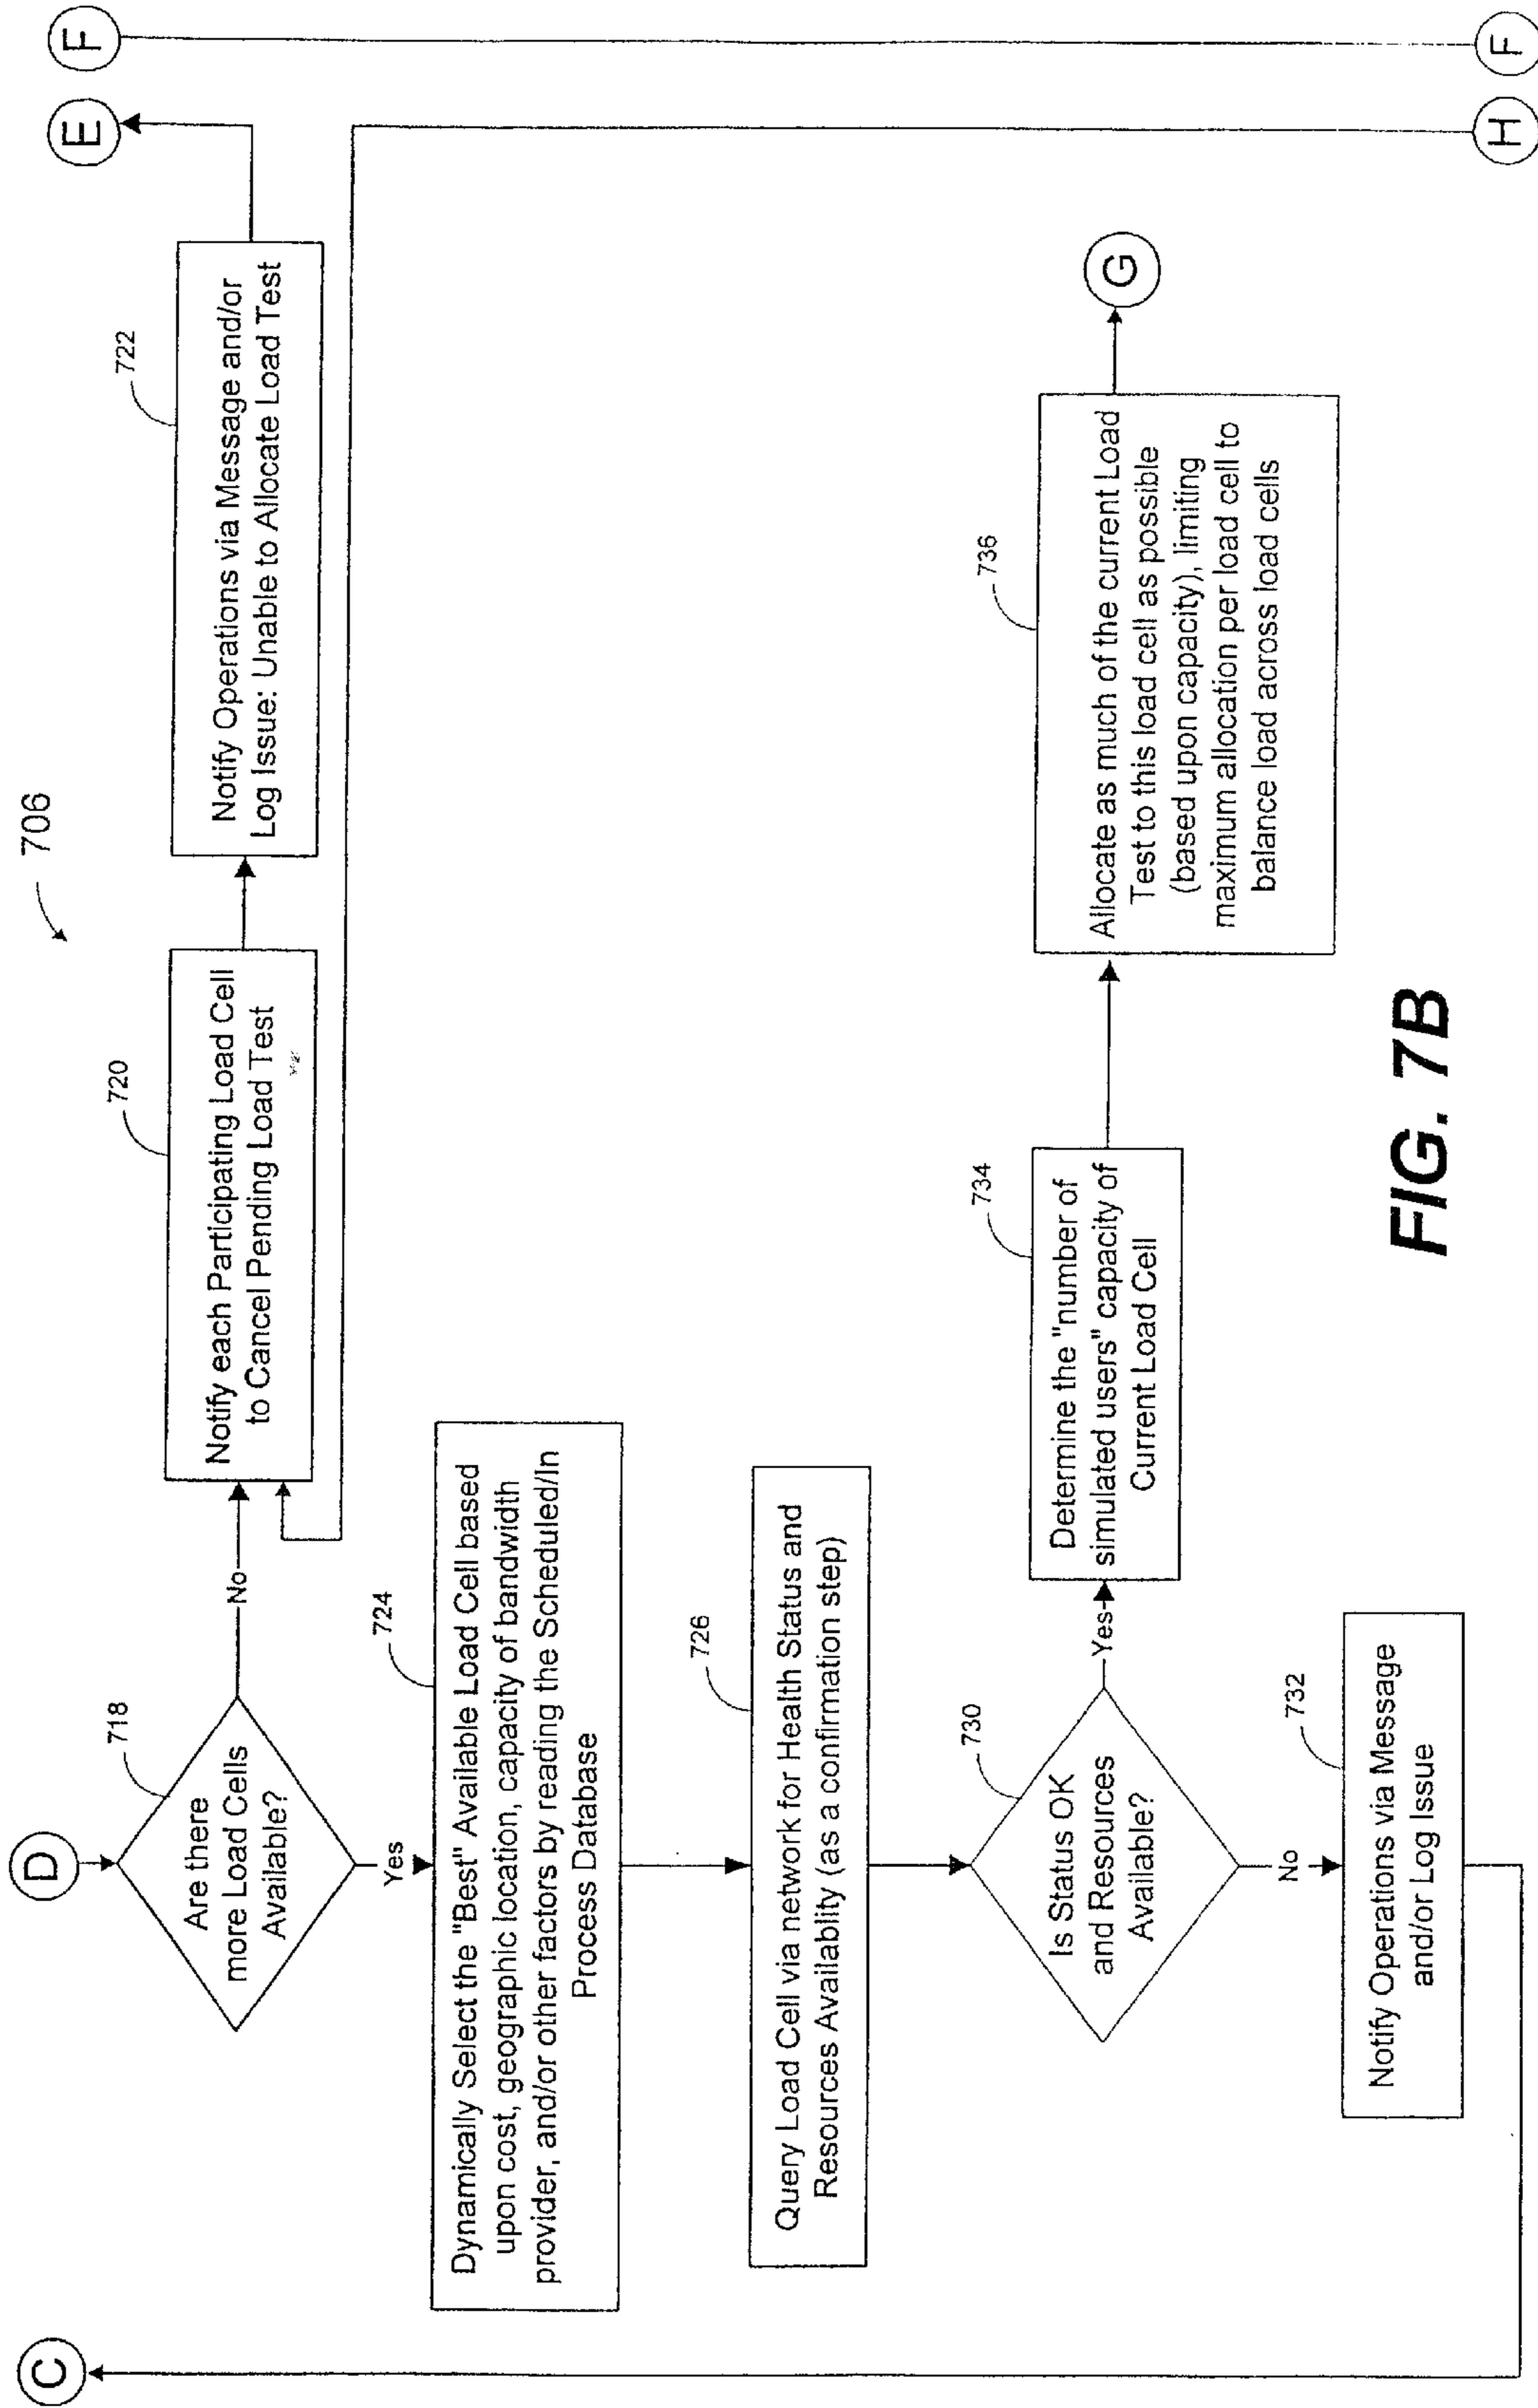 706
C
D
E
F
718
Are there
more Load Cells
Available?
No
Yes
720
Notify each Participating Load Cell
to Cancel Pending Load Test
722
Notify Operations via Message and/or
Log Issue: Unable to Allocate Load Test
724
Dynamically Select the "Best" Available Load Cell based
upon cost, geographic location, capacity of bandwidth
provider, and/or other factors by reading the Scheduled/In
Process Database
726
Query Load Cell via network for Health Status and
Resources Availablity (as a confirmation step)
730
Is Status OK
and Resources
Available?
Yes
No
732
Notify Operations via Message
and/or Log Issue
734
Determine the "number of
simulated users" capacity of
Current Load Cell
736
Allocate as much of the current Load
Test to this load cell as possible
(based upon capacity), limiting
maximum allocation per load cell to
balance load across load cells
G
H
F
FIG. 7B